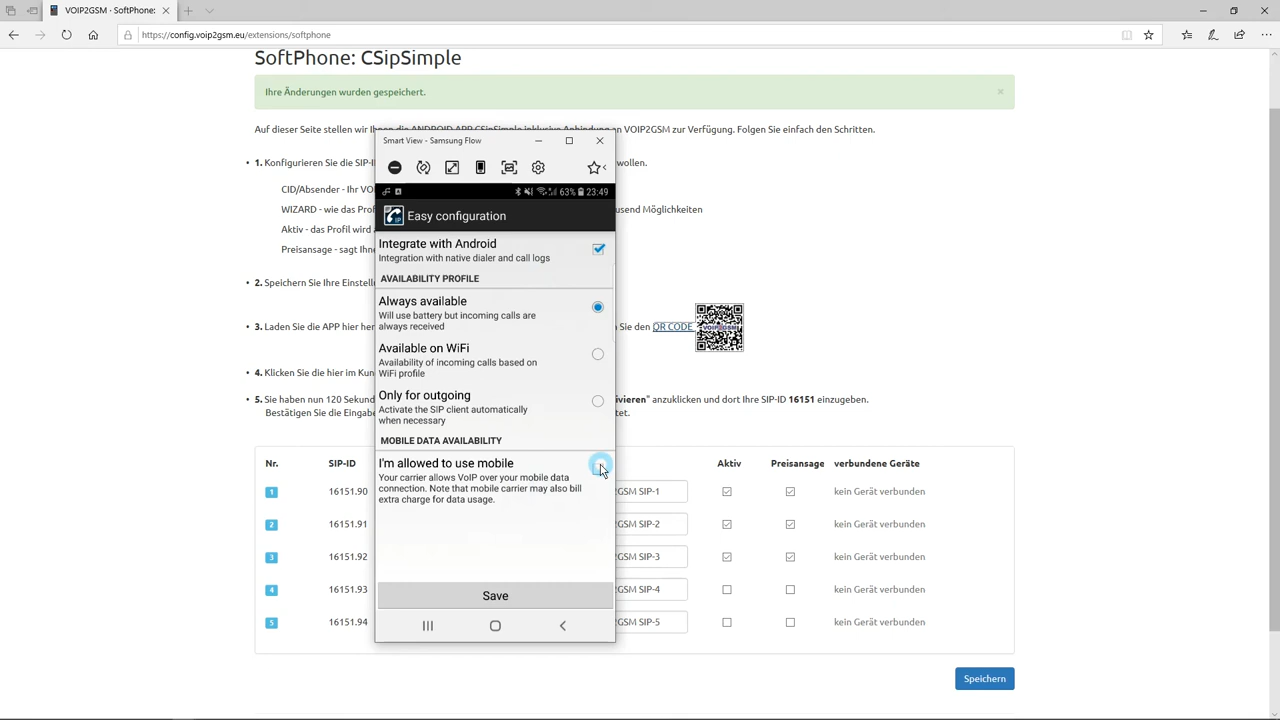 VOIP2GSM - SoftPhone:
https://config.voip2gsm.eu/extensions/softphone
SoftPhone: CSipSimple
Ihre Änderungen wurden gespeichert.
Auf dieser Seite stellen wir Ihnen die ANDROID APP CSipSimple inklusive Anbindung an VOIP2GSM zur Verfügung. Folgen Sie einfach den Schritten.
1. Konfigurieren Sie die SIP-I wollen.
CID/Absender - Ihr VO
WIZARD - wie das Prof usend Möglichkeiten
Aktiv - das Profil wird
Preisansage - sagt Ihne
2. Speichern Sie Ihre Einstell
3. Laden Sie die APP hier her n Sie den QR CODE
VOIP2GSM
4. Klicken Sie die hier im Kun
5. Sie haben nun 120 Sekund ivieren" anzuklicken und dort Ihre SIP-ID 16151 einzugeben.
Bestätigen Sie die Eingabe tet.
Smart View - Samsung Flow
63% 23:49
Easy configuration
Integrate with Android
Integration with native dialer and call logs
AVAILABILITY PROFILE
Always available
Will use battery but incoming calls are
always received
Available on WiFi
Availability of incoming calls based on
WiFi profile
Only for outgoing
Activate the SIP client automatically
when necessary
MOBILE DATA AVAILABILITY
I'm allowed to use mobile
Your carrier allows VoIP over your mobile data
connection. Note that mobile carrier may also bill
extra charge for data usage.
Save
Nr. SIP-ID Aktiv Preisansage verbundene Geräte
1 16151.90 2GSM SIP-1 kein Gerät verbunden
2 16151.91 2GSM SIP-2 kein Gerät verbunden
3 16151.92 2GSM SIP-3 kein Gerät verbunden
4 16151.93 2GSM SIP-4 kein Gerät verbunden
5 16151.94 2GSM SIP-5 kein Gerät verbunden
Speichern